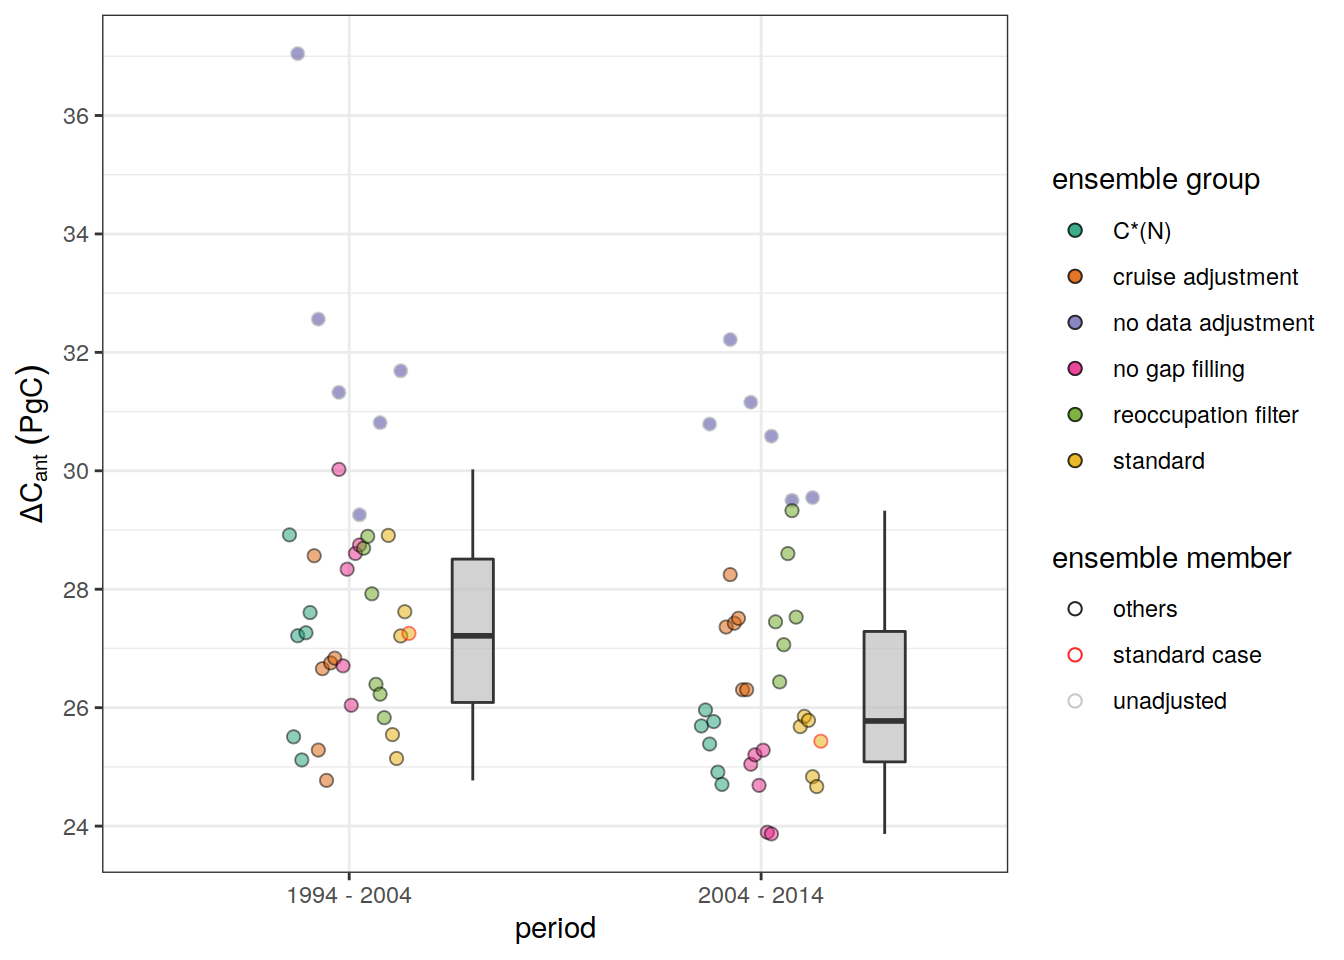 36
34
32
30
28
26
24
ΔCant (PgC)
1994 - 2004
2004 - 2014
period
ensemble group
C*(N)
cruise adjustment
no data adjustment
no gap filling
reoccupation filter
standard
ensemble member
others
standard case
unadjusted